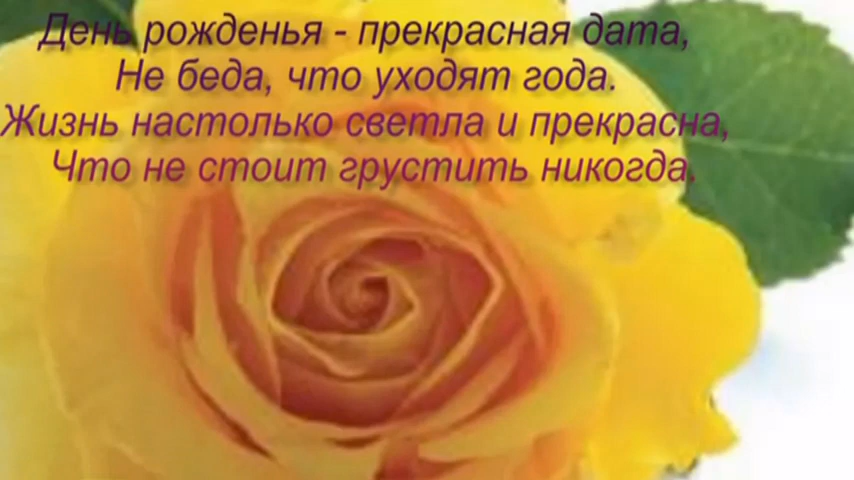 День рожденья - прекрасная дата,
Не беда, что уходят года.
Жизнь настолько светла и прекрасна,
Что не стоит грустить никогда.